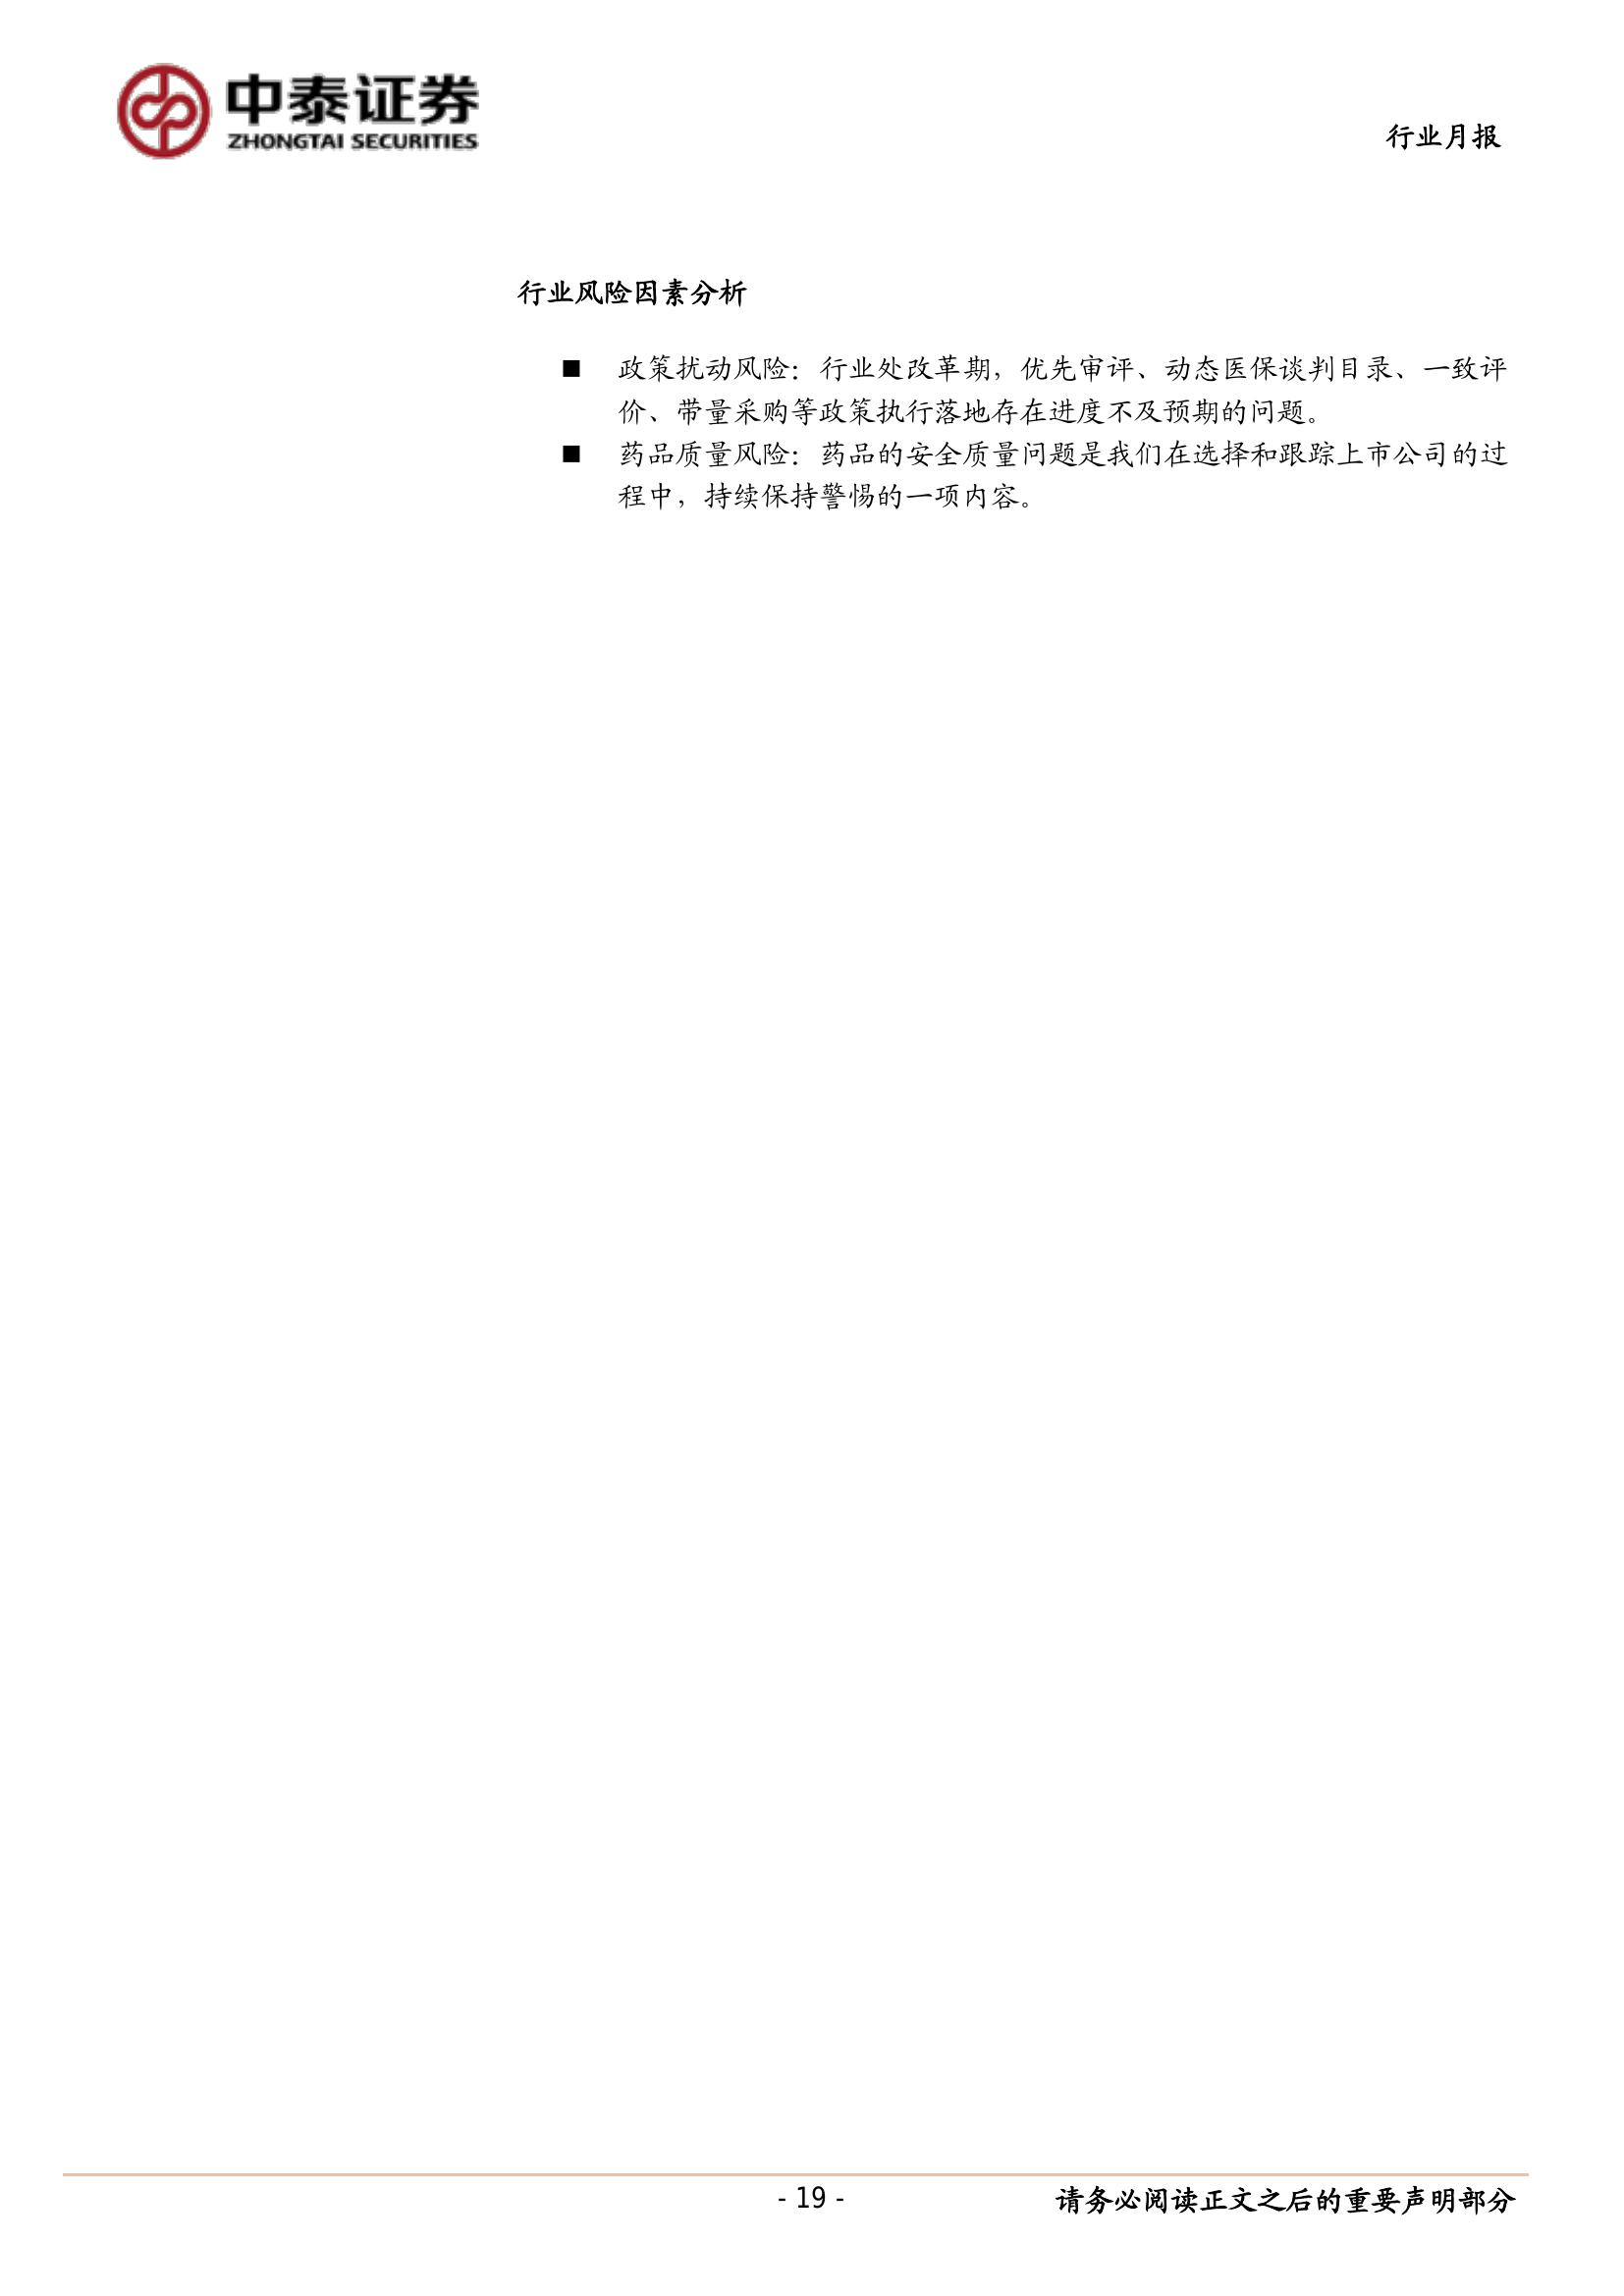 中泰证券
ZHONGTAI SECURITIES
行业月报
行业风险因素分析
■ 政策扰动风险：行业处改革期，优先审评、动态医保谈判目录、一致评
价、带量采购等政策执行落地存在进度不及预期的问题。
■ 药品质量风险：药品的安全质量问题是我们在选择和跟踪上市公司的过
程中，持续保持警惕的一项内容。
- 19 -
请务必阅读正文之后的重要声明部分